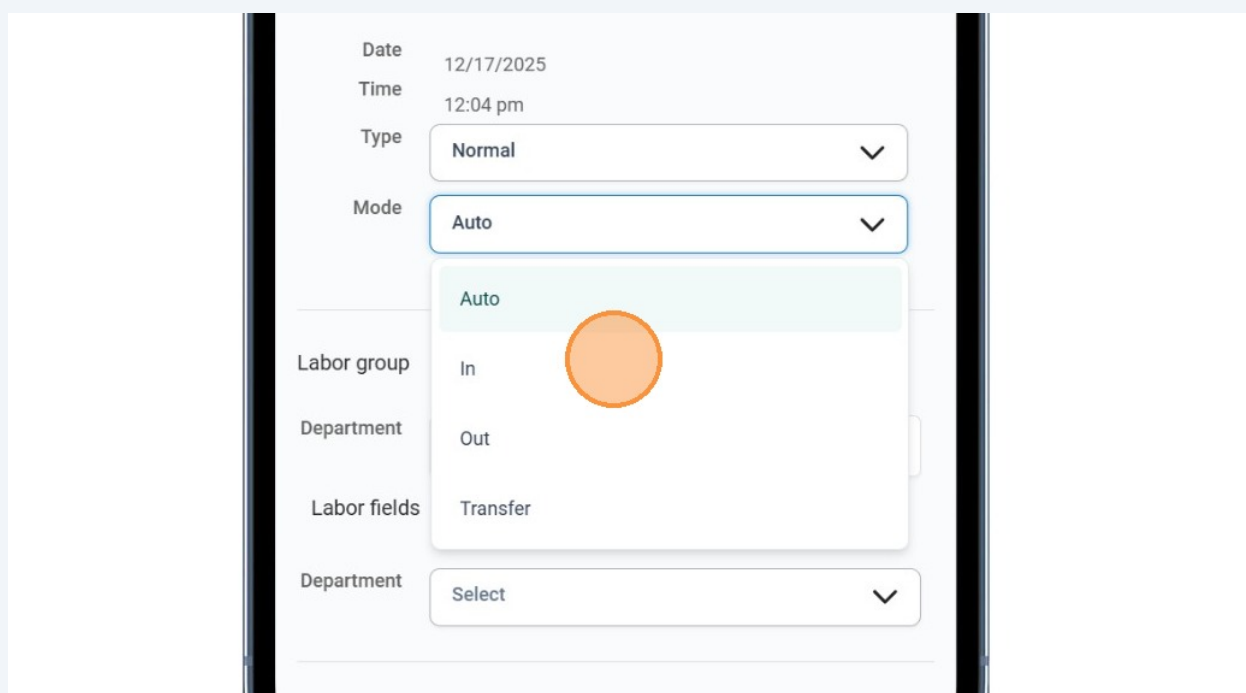 Date
12/17/2025
Time
12:04 pm
Type
Normal
Mode
Auto
Auto
Labor group
In
Department
Out
Labor fields
Transfer
Department
Select